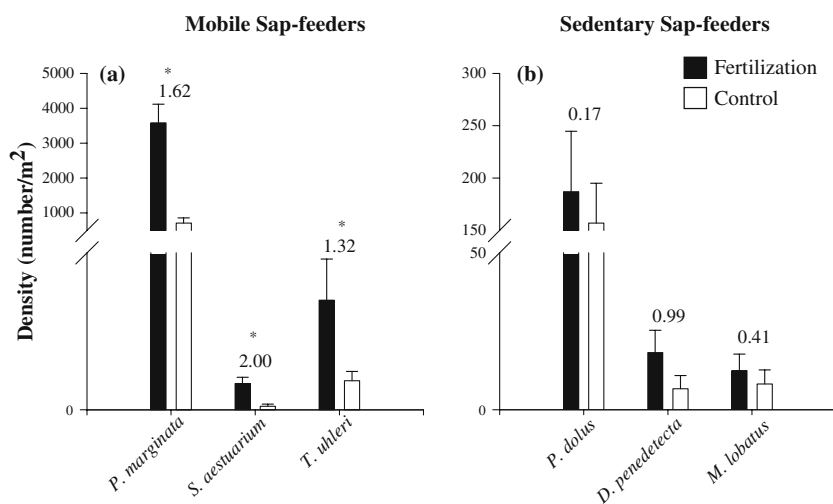 Mobile Sap-feeders
Sedentary Sap-feeders
Density (number/m²)
(a)
5000
4000
3000
2000
1000
0
*
1.62
*
2.00
*
1.32
P. marginata
S. aestuarium
T. uhleri
(b)
300
250
200
150
50
0
0.17
0.99
0.41
P. dolus
D. penedetecta
M. lobatus
Fertilization
Control